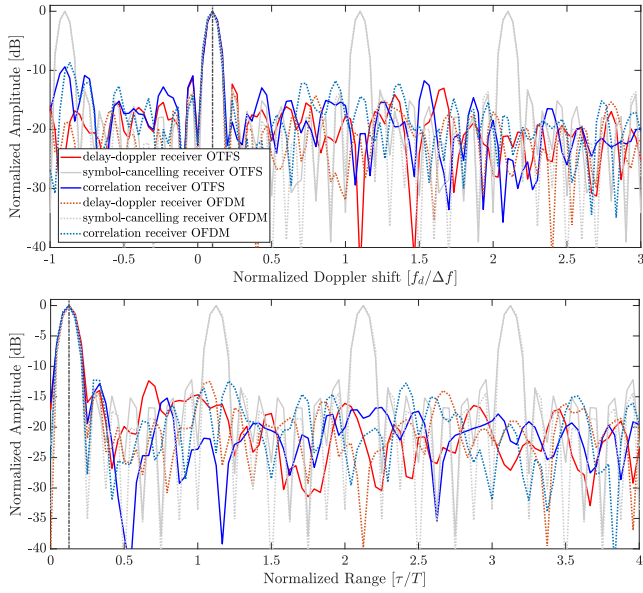 0
-10
-20
-30
-40
Normalized Amplitude [dB]
delay-doppler receiver OTFS
symbol-cancelling receiver OTFS
correlation receiver OTFS
delay-doppler receiver OFDM
symbol-cancelling receiver OFDM
correlation receiver OFDM
-1 -0.5 0 0.5 1 1.5 2 2.5 3
Normalized Doppler shift [f_d/Δf]
0
-5
-10
-15
-20
-25
-30
-35
-40
Normalized Amplitude [dB]
0 0.5 1 1.5 2 2.5 3 3.5 4
Normalized Range [τ/T]